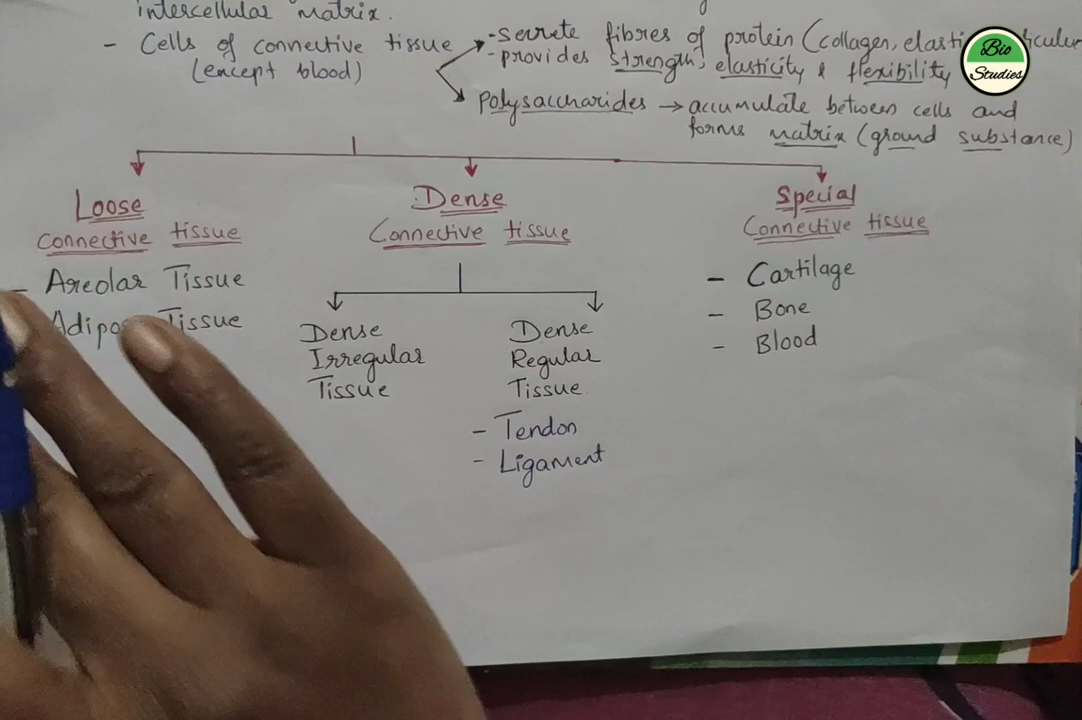 intercellular matrix.
- Cells of connective tissue
(except blood)
- secrete fibres of protein (collagen,
- provides strength, elasticity & flexibility
Polysaccharides → accumulate between cells and
forms matrix (ground substance)
Bio
Studies
Loose
Connective tissue
- Areolar Tissue
Tissue
Dense
Connective tissue
Dense
Irregular
Tissue
Dense
Regular
Tissue
- Tendon
- Ligament
Special
Connective tissue
- Cartilage
- Bone
- Blood